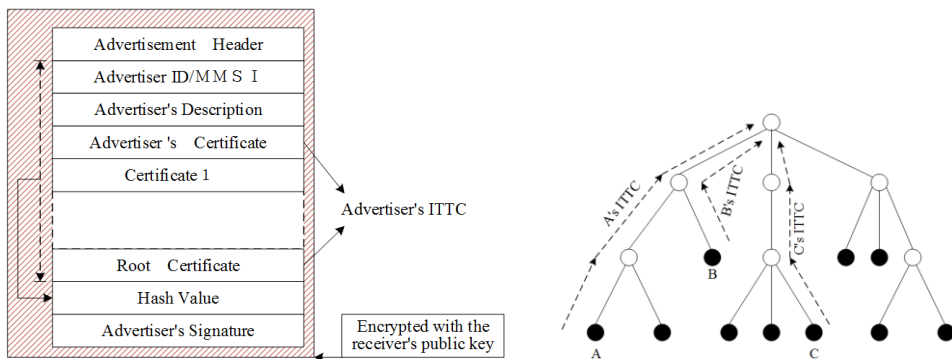 Advertisement Header
Advertiser ID/ＭＭＳＩ
Advertiser's Description
Advertiser 's Certificate
Certificate 1
Root Certificate
Hash Value
Advertiser's Signature
Advertiser's ITTC
Encrypted with the
receiver's public key
A's ITTC
B's ITTC
C's ITTC
B
A
C